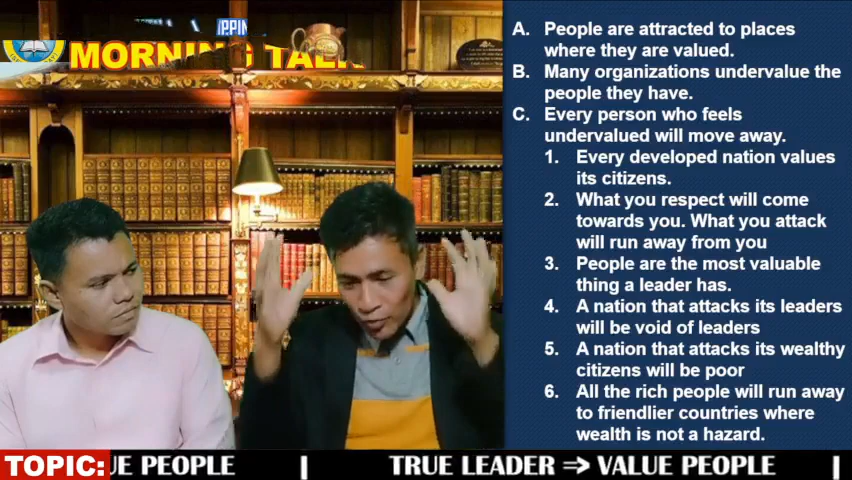 MORNING TALK
A. People are attracted to places
where they are valued.
B. Many organizations undervalue the
people they have.
C. Every person who feels
undervalued will move away.
1. Every developed nation values
its citizens.
2. What you respect will come
towards you. What you attack
will run away from you
3. People are the most valuable
thing a leader has.
4. A nation that attacks its leaders
will be void of leaders
5. A nation that attacks its wealthy
citizens will be poor
6. All the rich people will run away
to friendlier countries where
wealth is not a hazard.
TOPIC: UE PEOPLE | TRUE LEADER => VALUE PEOPLE |